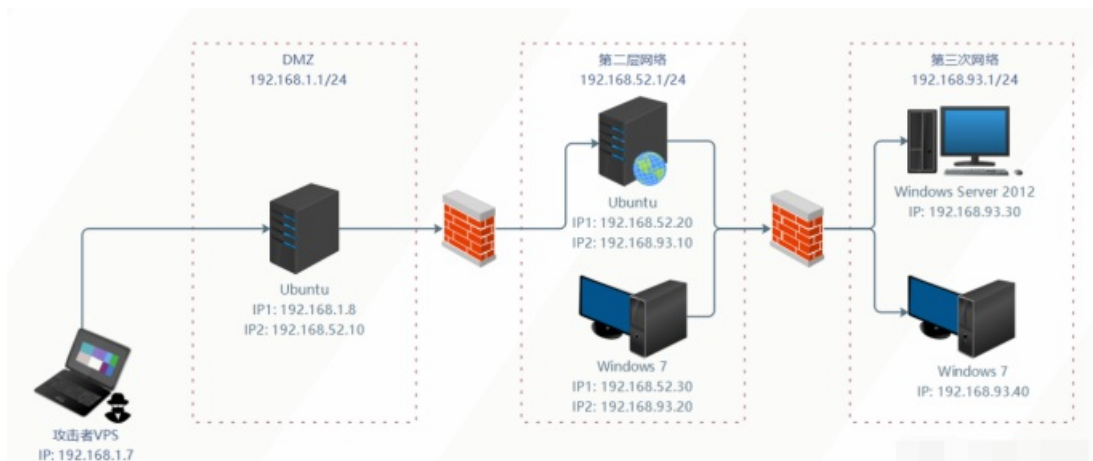 DMZ
192.168.1.1/24
第二层网络
192.168.52.1/24
第三次网络
192.168.93.1/24
Ubuntu
IP1: 192.168.1.8
IP2: 192.168.52.10
Ubuntu
IP1: 192.168.52.20
IP2: 192.168.93.10
Windows 7
IP1: 192.168.52.30
IP2: 192.168.93.20
Windows Server 2012
IP: 192.168.93.30
Windows 7
IP: 192.168.93.40
攻击者VPS
IP: 192.168.1.7